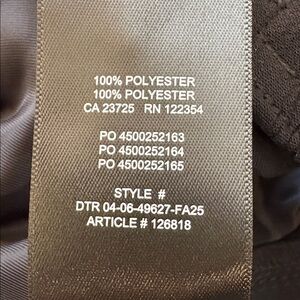 100% POLYESTER
100% POLYESTER
CA 23725 RN 122354
PO 4500252163
PO 4500252164
PO 4500252165
STYLE #
DTR 04-06-49627-FA25
ARTICLE # 126818